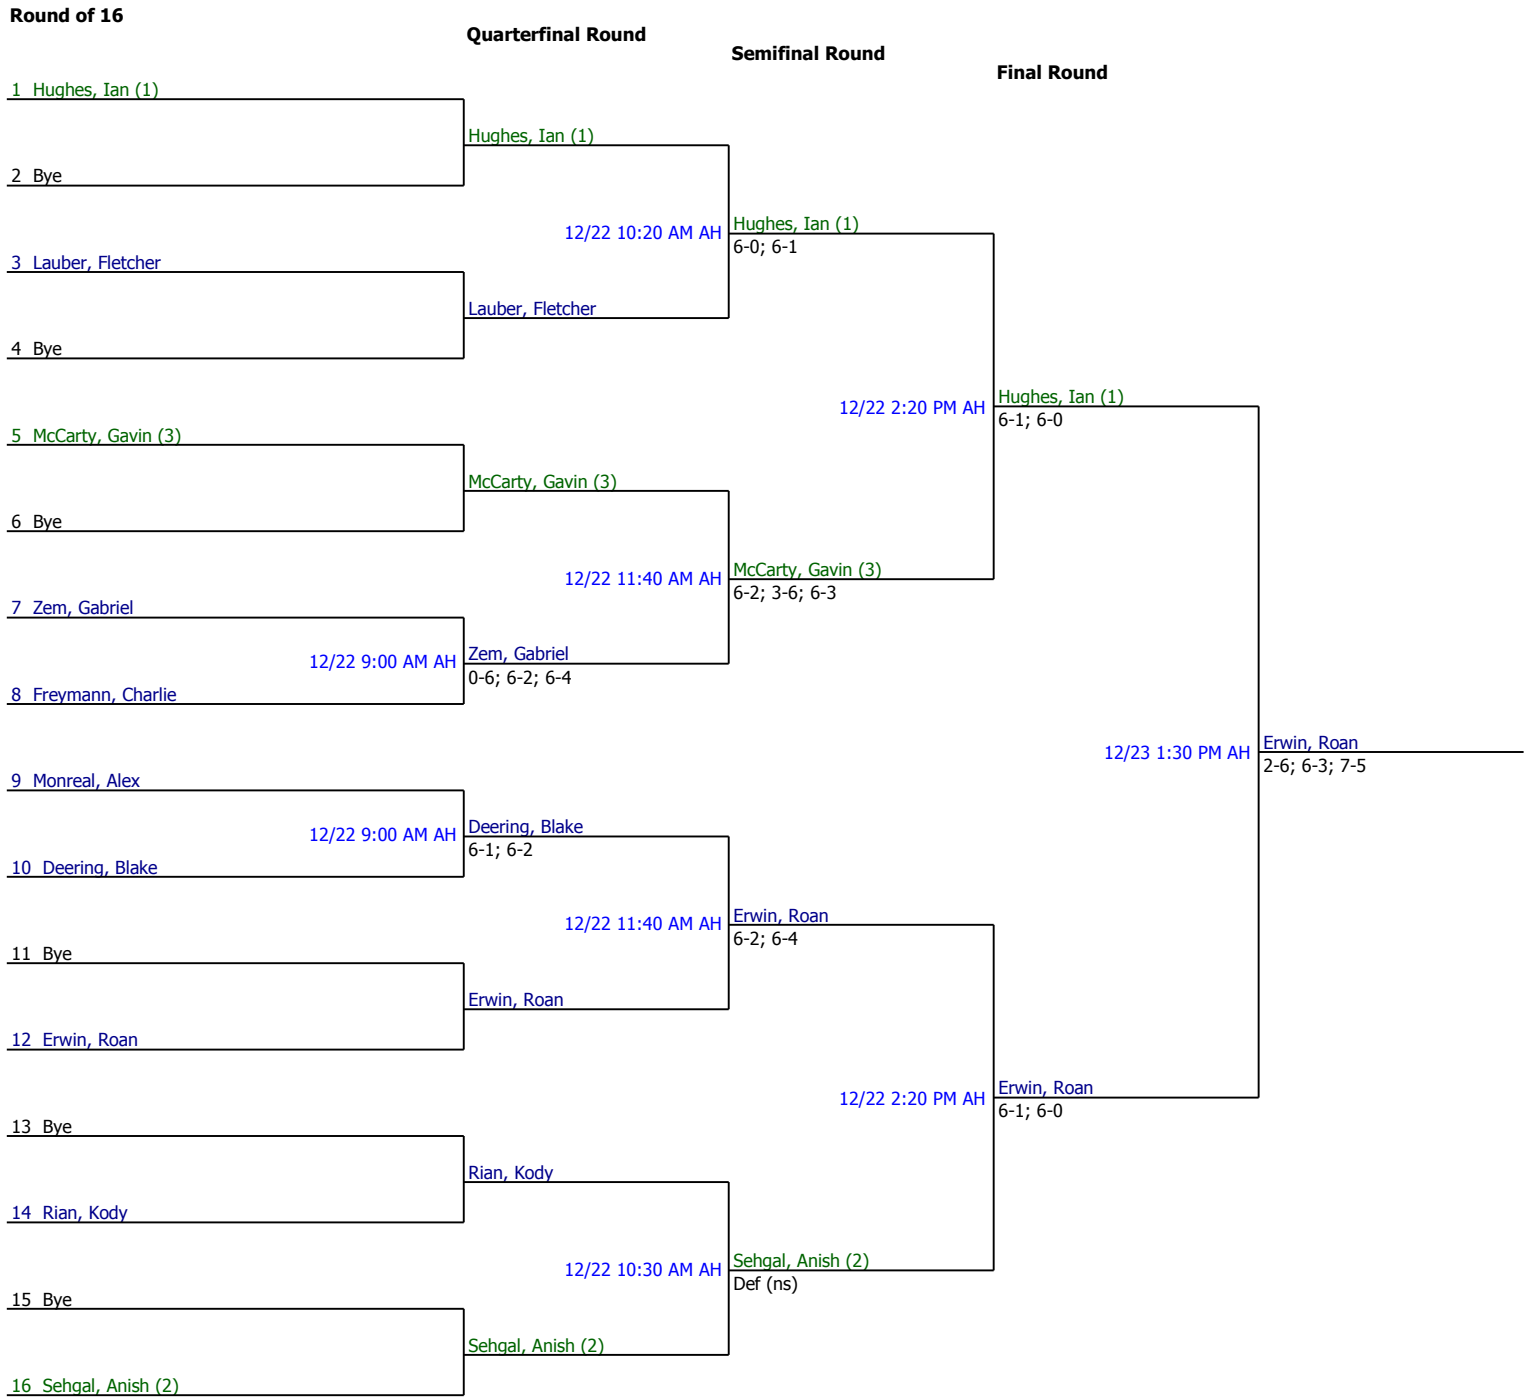 Round of 16
Quarterfinal Round
Semifinal Round
Final Round
1 Hughes, Ian (1)
Hughes, Ian (1)
2 Bye
12/22 10:20 AM AH
Hughes, Ian (1)
6-0; 6-1
3 Lauber, Fletcher
Lauber, Fletcher
4 Bye
12/22 2:20 PM AH
Hughes, Ian (1)
6-1; 6-0
5 McCarty, Gavin (3)
McCarty, Gavin (3)
6 Bye
12/22 11:40 AM AH
McCarty, Gavin (3)
6-2; 3-6; 6-3
7 Zem, Gabriel
12/22 9:00 AM AH
Zem, Gabriel
0-6; 6-2; 6-4
8 Freymann, Charlie
12/23 1:30 PM AH
Erwin, Roan
2-6; 6-3; 7-5
9 Monreal, Alex
12/22 9:00 AM AH
Deering, Blake
6-1; 6-2
10 Deering, Blake
12/22 11:40 AM AH
Erwin, Roan
6-2; 6-4
11 Bye
Erwin, Roan
12 Erwin, Roan
12/22 2:20 PM AH
Erwin, Roan
6-1; 6-0
13 Bye
Rian, Kody
14 Rian, Kody
12/22 10:30 AM AH
Sehgal, Anish (2)
Def (ns)
15 Bye
Sehgal, Anish (2)
16 Sehgal, Anish (2)